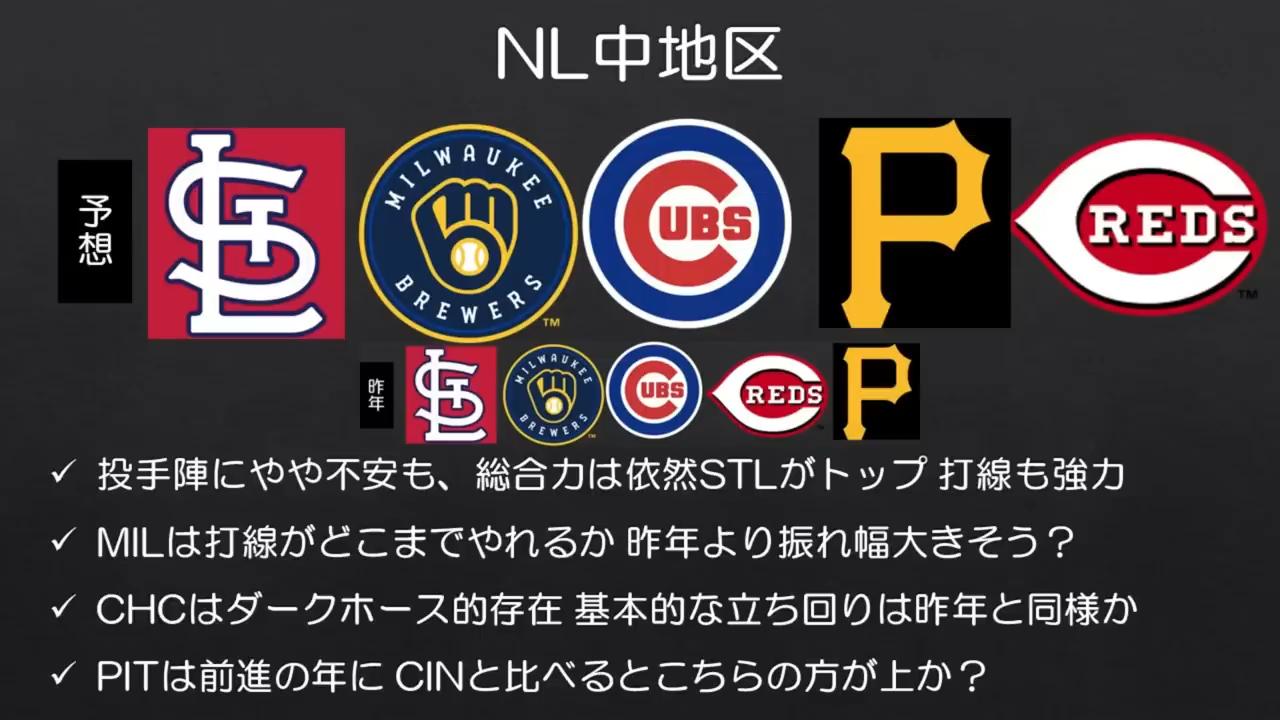 NL中地区
予想
STL
MILWAUKEE
BREWERS
TM
CUBS
P
REDS
TM
昨年
STL
MILWAUKEE
BREWERS
CUBS
REDS
P
✓ 投手陣にやや不安も、総合力は依然STLがトップ 打線も強力
✓ MILは打線がどこまでやれるか 昨年より振れ幅大きそう？
✓ CHCはダークホース的存在 基本的な立ち回りは昨年と同様か
✓ PITは前進の年に CINと比べるとこちらの方が上か？